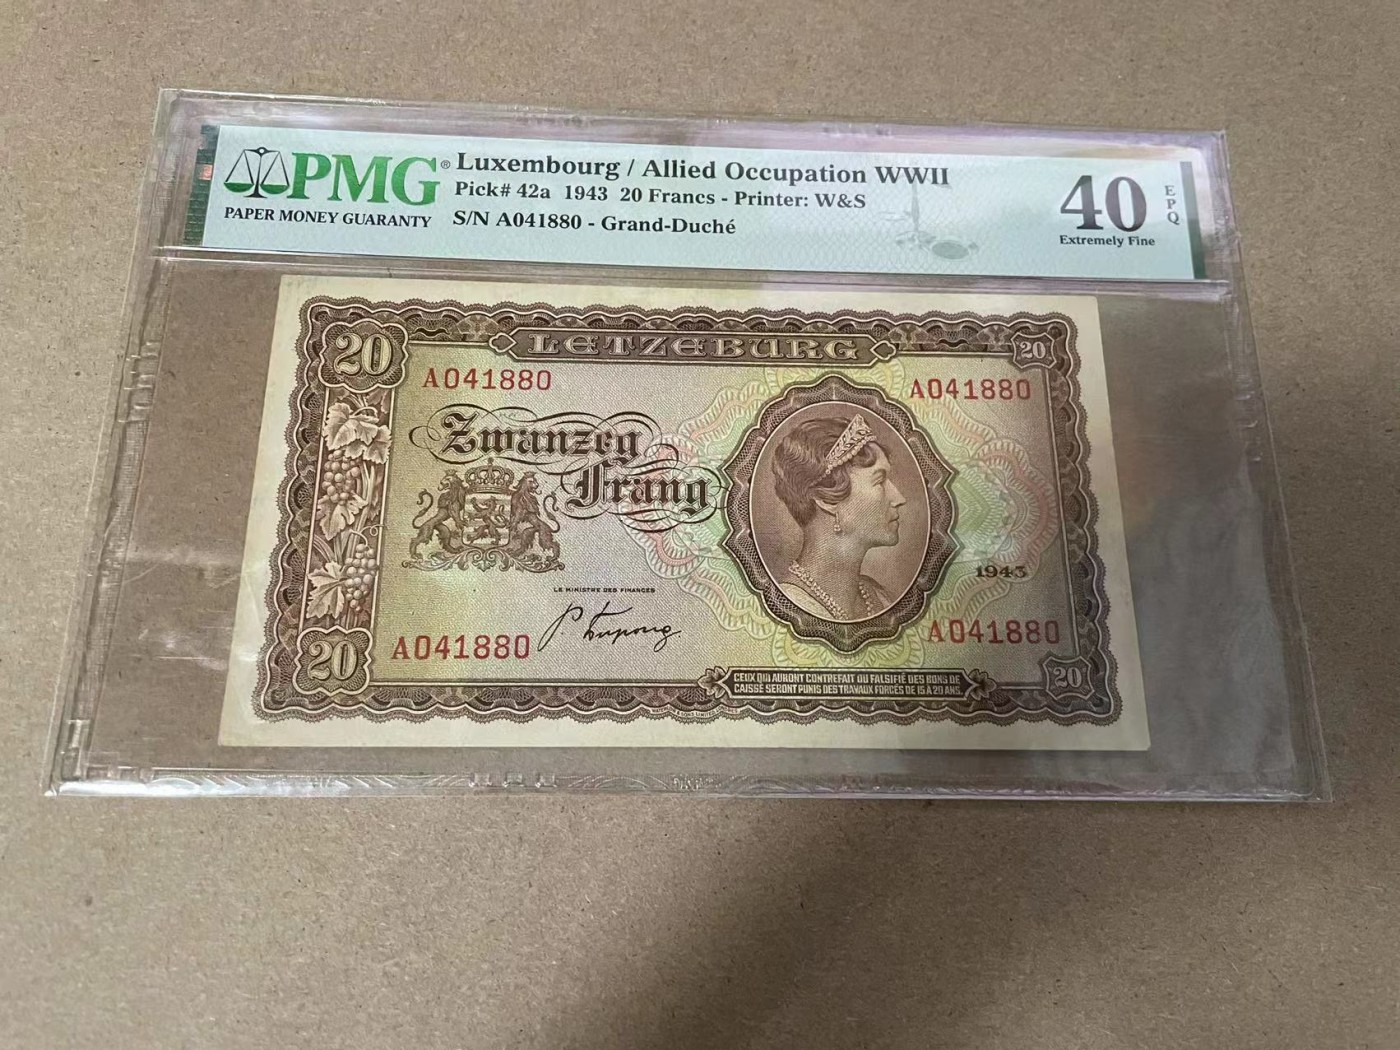 PMG®
PAPER MONEY GUARANTY
Luxembourg / Allied Occupation WWII
Pick# 42a 1943 20 Francs - Printer: W&S
S/N A041880 - Grand-Duché
40
Extremely Fine
EPQ
20
LETZEBURG
20
A041880
A041880
Zwanzeg
Frang
1943
LE MINISTRE DES FINANCES
P. Dupong
A041880
A041880
20
CEUX QUI AURONT CONTREFAIT OU FALSIFIÉ DES BONS DE
CAISSE SERONT PUNIS DES TRAVAUX FORCÉS DE 15 À 20 ANS.
20